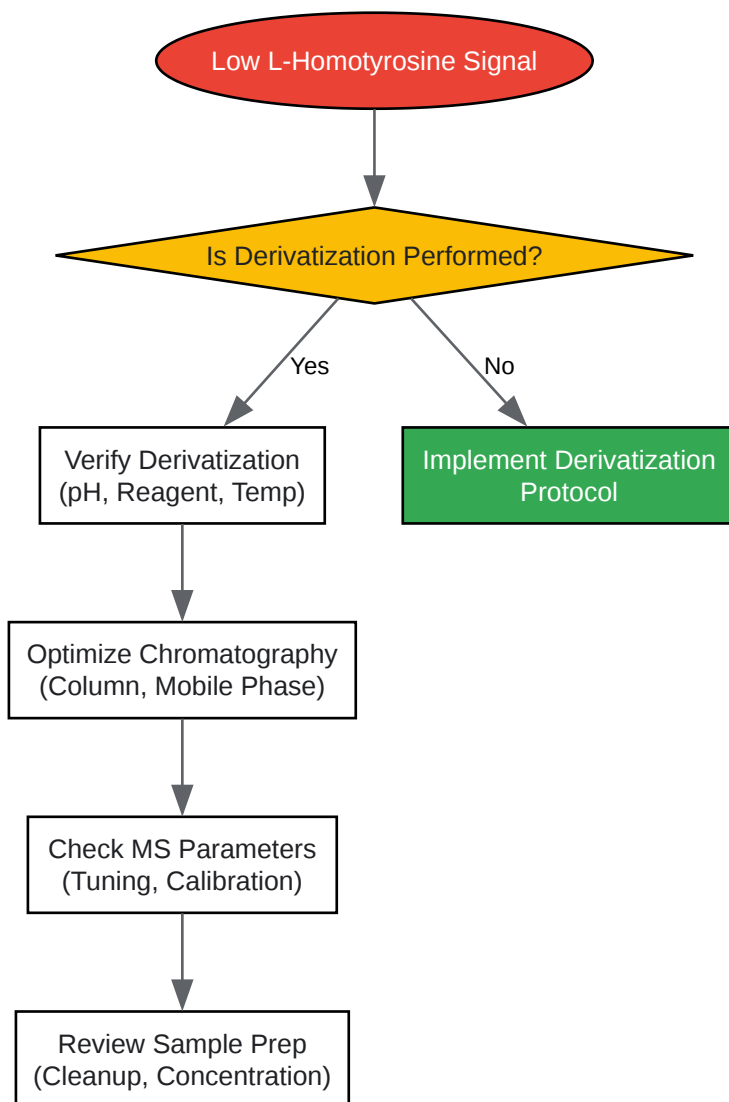 Low L-Homotyrosine Signal
Is Derivatization Performed?
Yes
No
Verify Derivatization
(pH, Reagent, Temp)
Implement Derivatization
Protocol
Optimize Chromatography
(Column, Mobile Phase)
Check MS Parameters
(Tuning, Calibration)
Review Sample Prep
(Cleanup, Concentration)